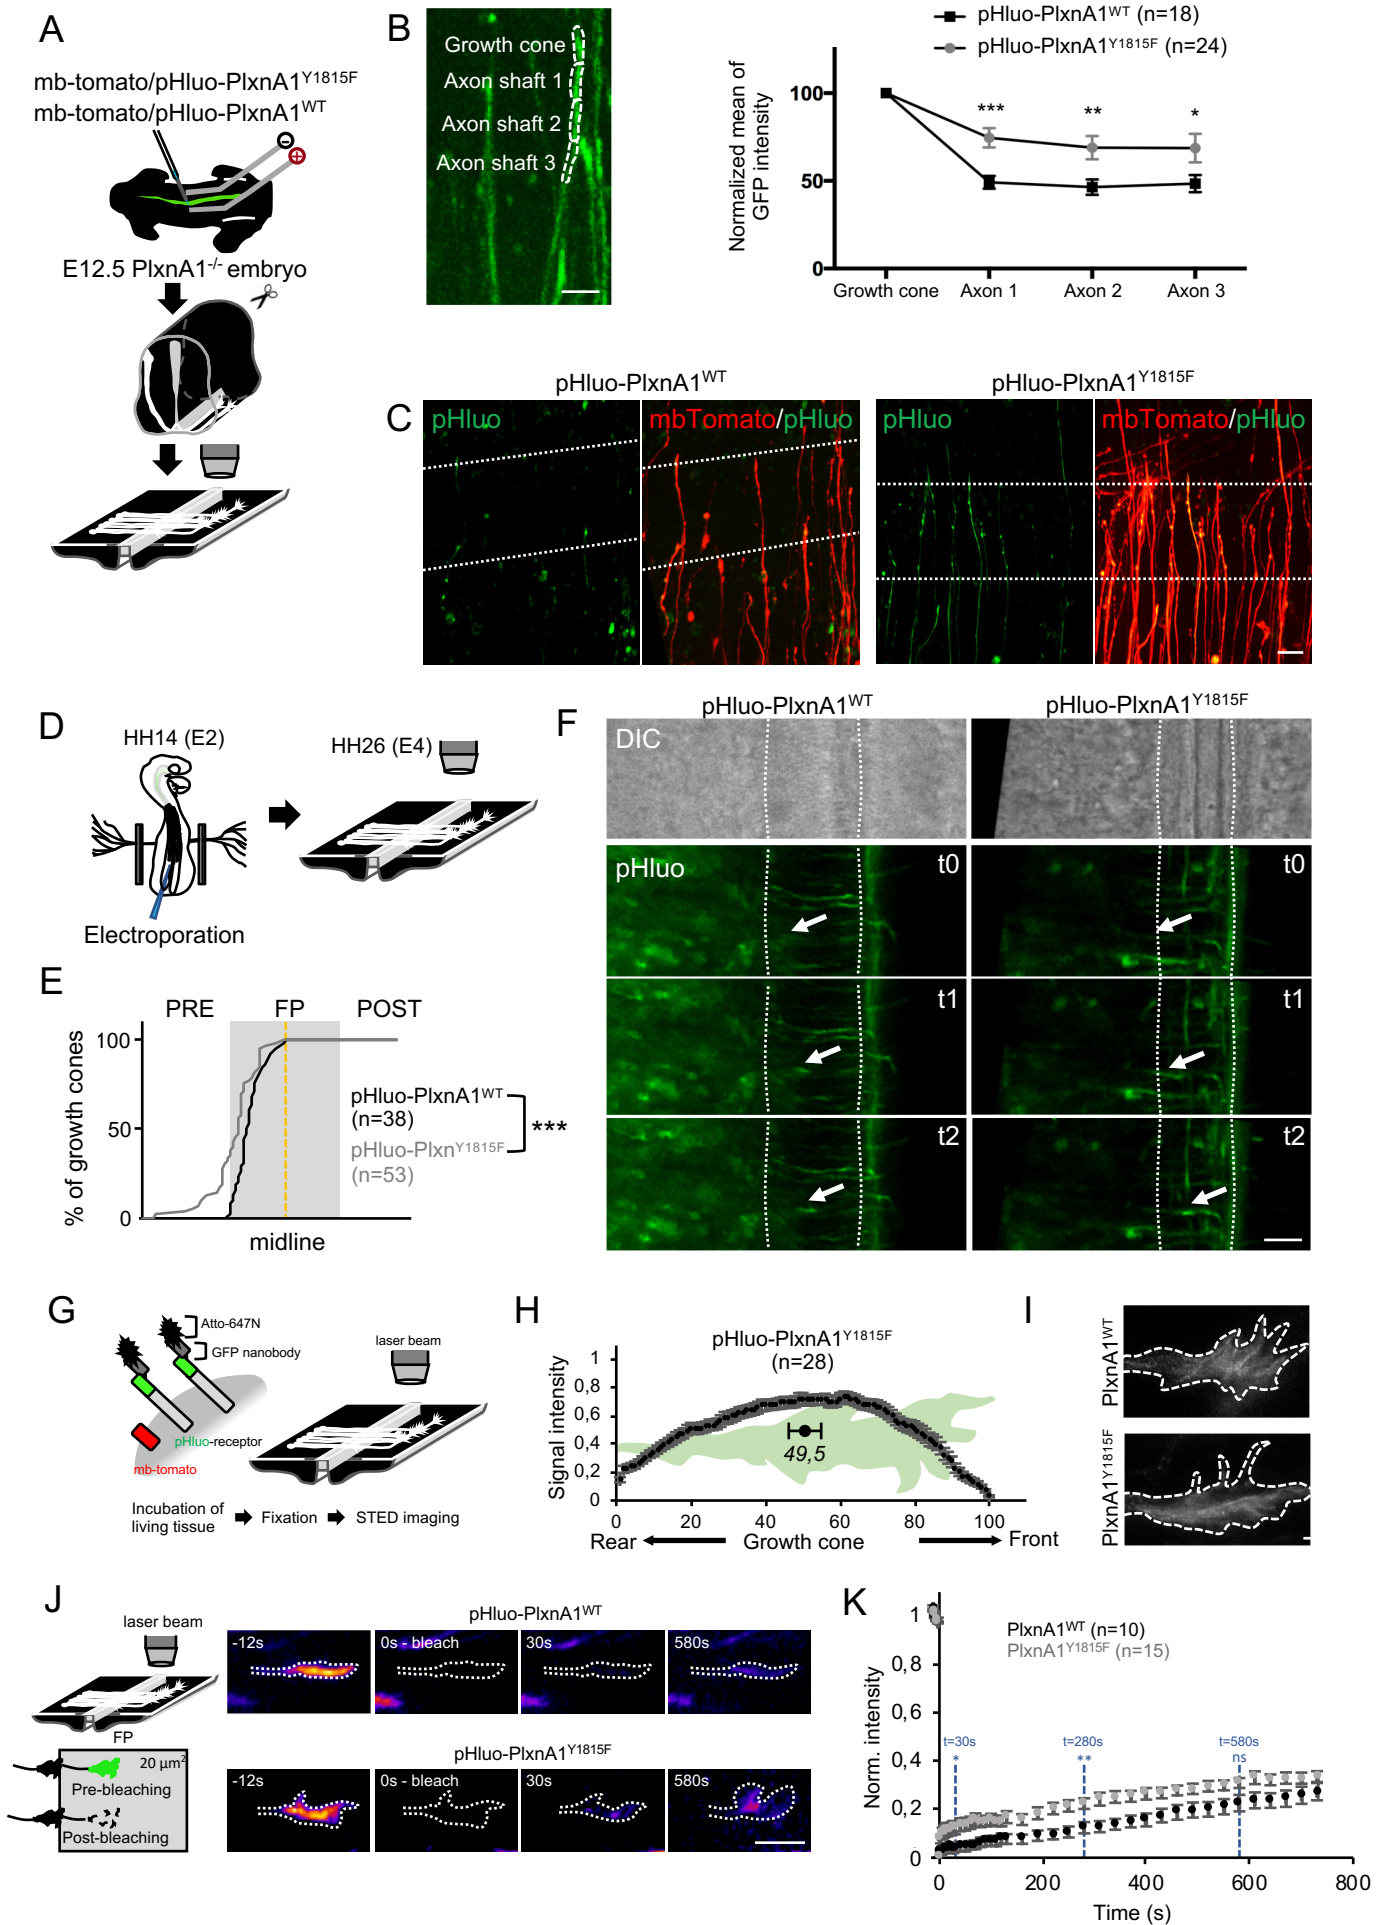 A
mb-tomato/pHluo-PlxnA1Y1815F
mb-tomato/pHluo-PlxnA1WT
E12.5 PlxnA1-/- embryo
B
Growth cone
Axon shaft 1
Axon shaft 2
Axon shaft 3
pHluo-PlxnA1WT (n=18)
pHluo-PlxnA1Y1815F (n=24)
Normalized mean of
GFP intensity
100
50
0
***
**
*
Growth cone Axon 1 Axon 2 Axon 3
C
pHluo-PlxnA1WT
pHluo-PlxnA1Y1815F
pHluo
mbTomato/pHluo
pHluo
mbTomato/pHluo
D
HH14 (E2)
HH26 (E4)
Electroporation
E
PRE FP POST
% of growth cones
100
50
0
midline
pHluo-PlxnA1WT
(n=38)
pHluo-PlxnY1815F
(n=53)
***
F
pHluo-PlxnA1WT
pHluo-PlxnA1Y1815F
DIC
pHluo
t0
t0
t1
t1
t2
t2
G
Atto-647N
GFP nanobody
pHluo-receptor
mb-tomato
laser beam
Incubation of
living tissue
Fixation
STED imaging
H
pHluo-PlxnA1Y1815F
(n=28)
Signal intensity
1
0,8
0,6
0,4
0,2
0
49,5
0 20 40 60 80 100
Rear Growth cone Front
I
PlxnA1WT
PlxnA1Y1815F
J
laser beam
FP
20 µm2
Pre-bleaching
Post-bleaching
pHluo-PlxnA1WT
-12s
0s - bleach
30s
580s
pHluo-PlxnA1Y1815F
-12s
0s - bleach
30s
580s
K
PlxnA1WT (n=10)
PlxnA1Y1815F (n=15)
Norm. intensity
1
0,8
0,6
0,4
0,2
0
t=30s
*
t=280s
**
t=580s
ns
0 200 400 600 800
Time (s)